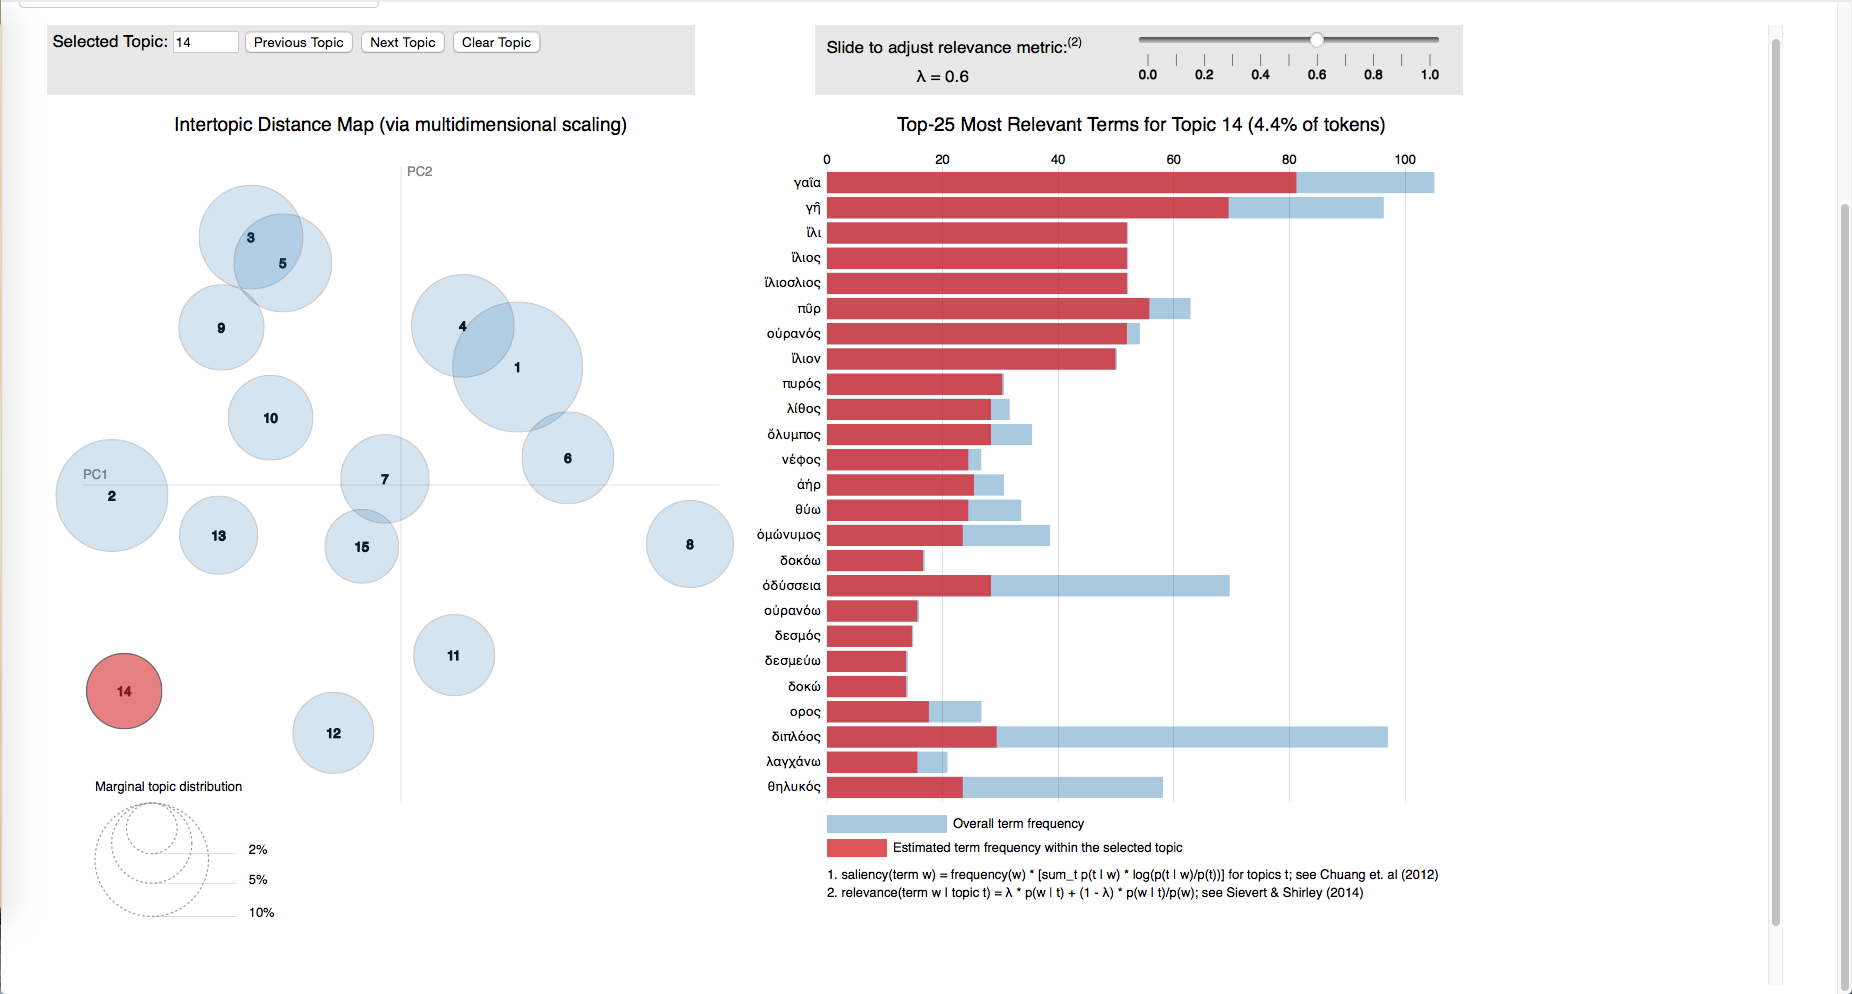 Selected Topic: 14 Previous Topic Next Topic Clear Topic
Slide to adjust relevance metric:(2)
λ = 0.6
0.0 0.2 0.4 0.6 0.8 1.0
Intertopic Distance Map (via multidimensional scaling)
PC2
PC1
3
5
9
4
1
10
6
7
2
13
15
8
11
14
12
Marginal topic distribution
2%
5%
10%
Top-25 Most Relevant Terms for Topic 14 (4.4% of tokens)
0 20 40 60 80 100
γαῖα
γῆ
ἴλι
ἴλιος
ἴλιοσλιος
πῦρ
οὐρανός
ἴλιον
πυρός
λίθος
ὄλυμπος
νέφος
ἀήρ
θύω
ὁμώνυμος
δοκόω
ὀδύσσεια
οὐρανόω
δεσμός
δεσμεύω
δοκώ
ορος
διπλόος
λαγχάνω
θηλυκός
Overall term frequency
Estimated term frequency within the selected topic
1. saliency(term w) = frequency(w) * [sum_t p(t | w) * log(p(t | w)/p(t))] for topics t; see Chuang et. al (2012)
2. relevance(term w | topic t) = λ * p(w | t) + (1 - λ) * p(w | t)/p(w); see Sievert & Shirley (2014)